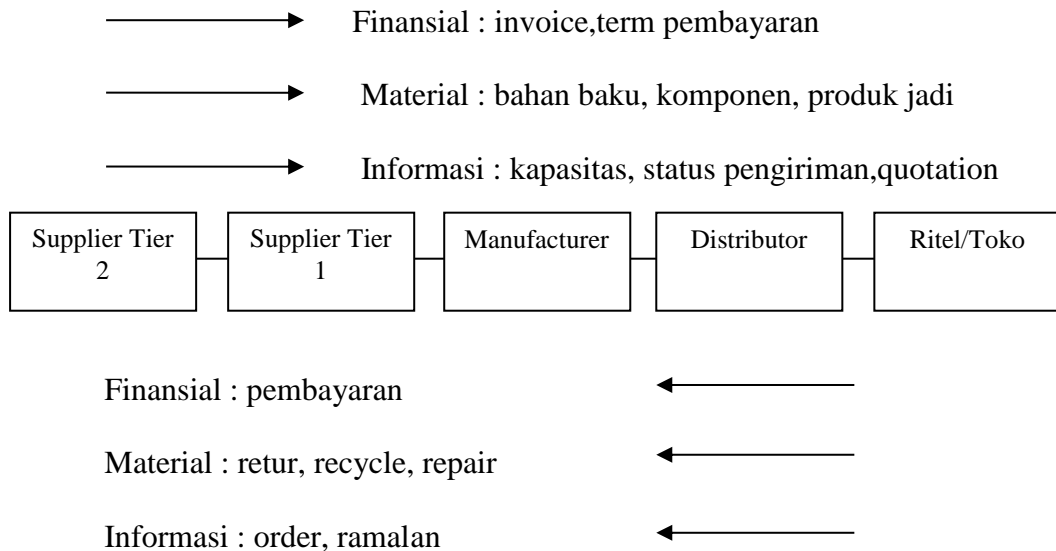 Finansial : invoice,term pembayaran
Material : bahan baku, komponen, produk jadi
Informasi : kapasitas, status pengiriman,quotation
Supplier Tier
2
Supplier Tier
1
Manufacturer
Distributor
Ritel/Toko
Finansial : pembayaran
Material : retur, recycle, repair
Informasi : order, ramalan